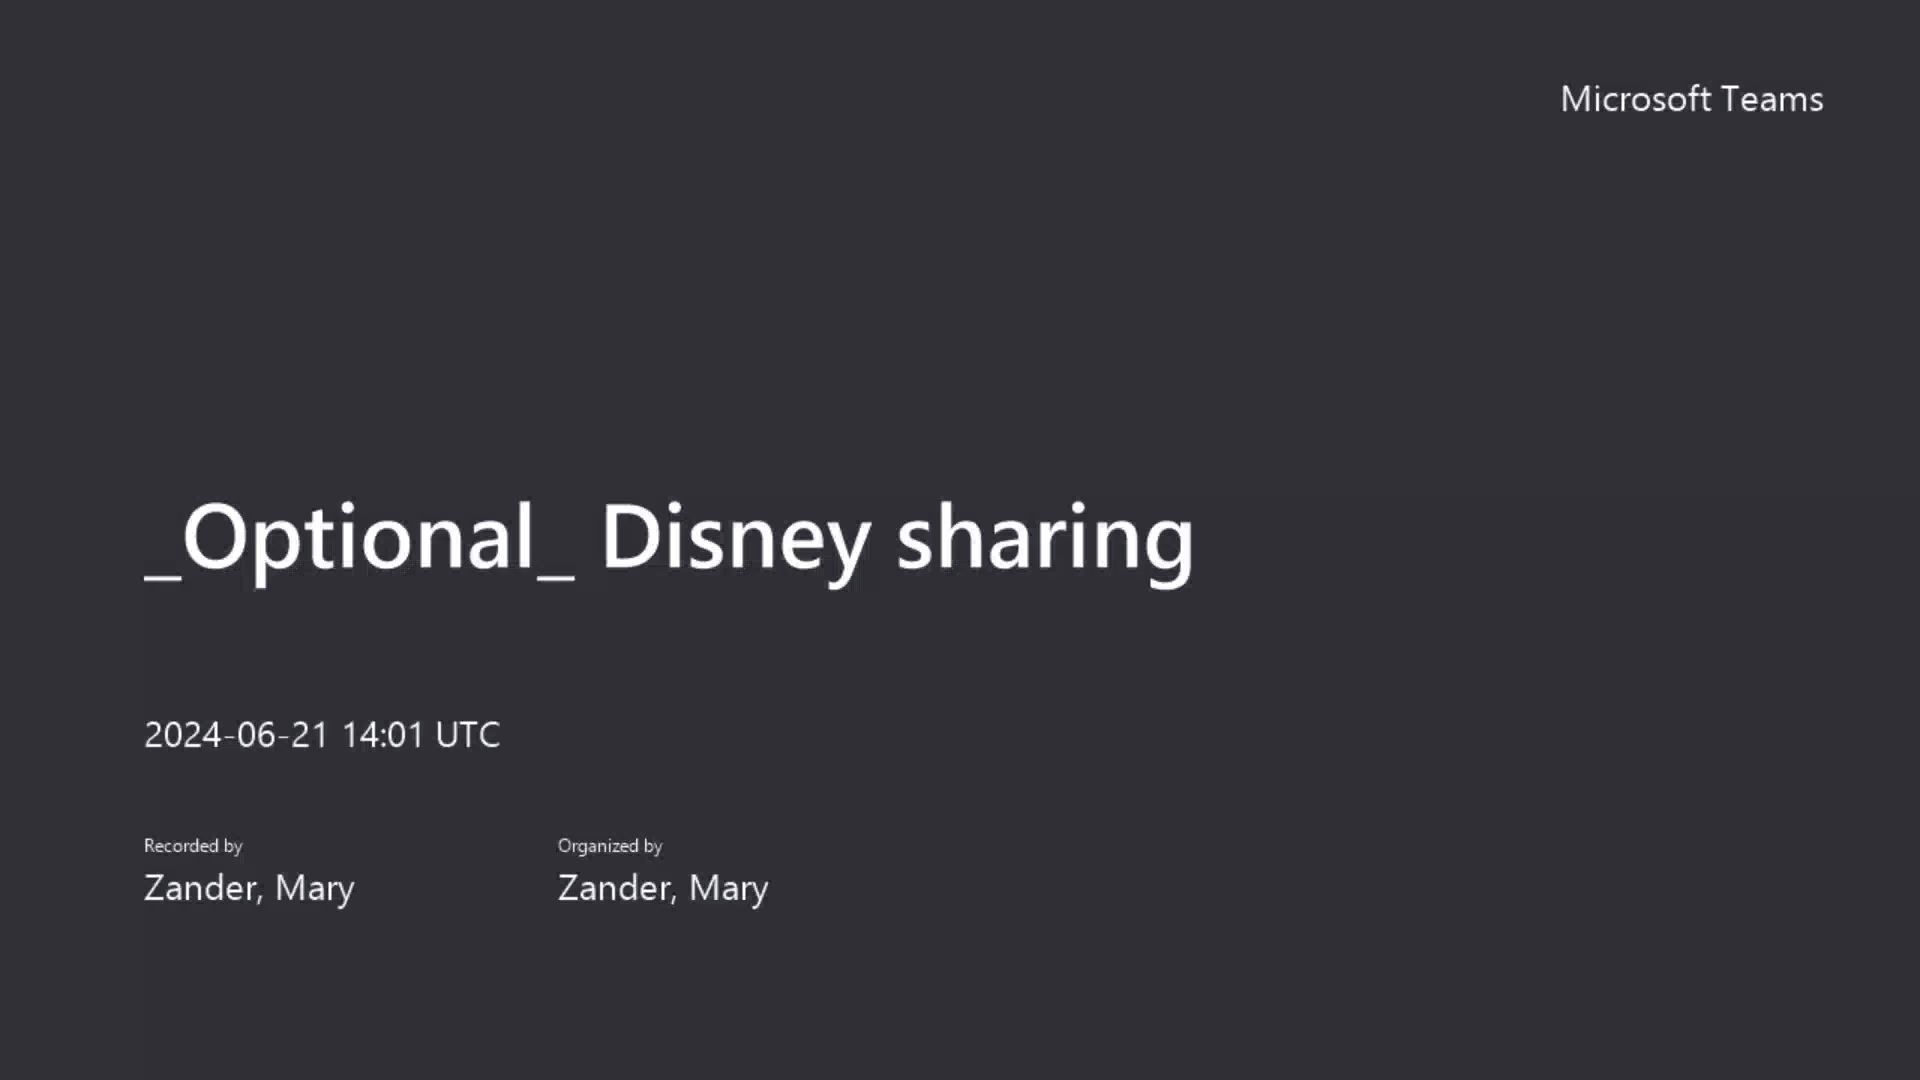 Microsoft Teams
_Optional_ Disney sharing
2024-06-21 14:01 UTC
Recorded by
Zander, Mary
Organized by
Zander, Mary